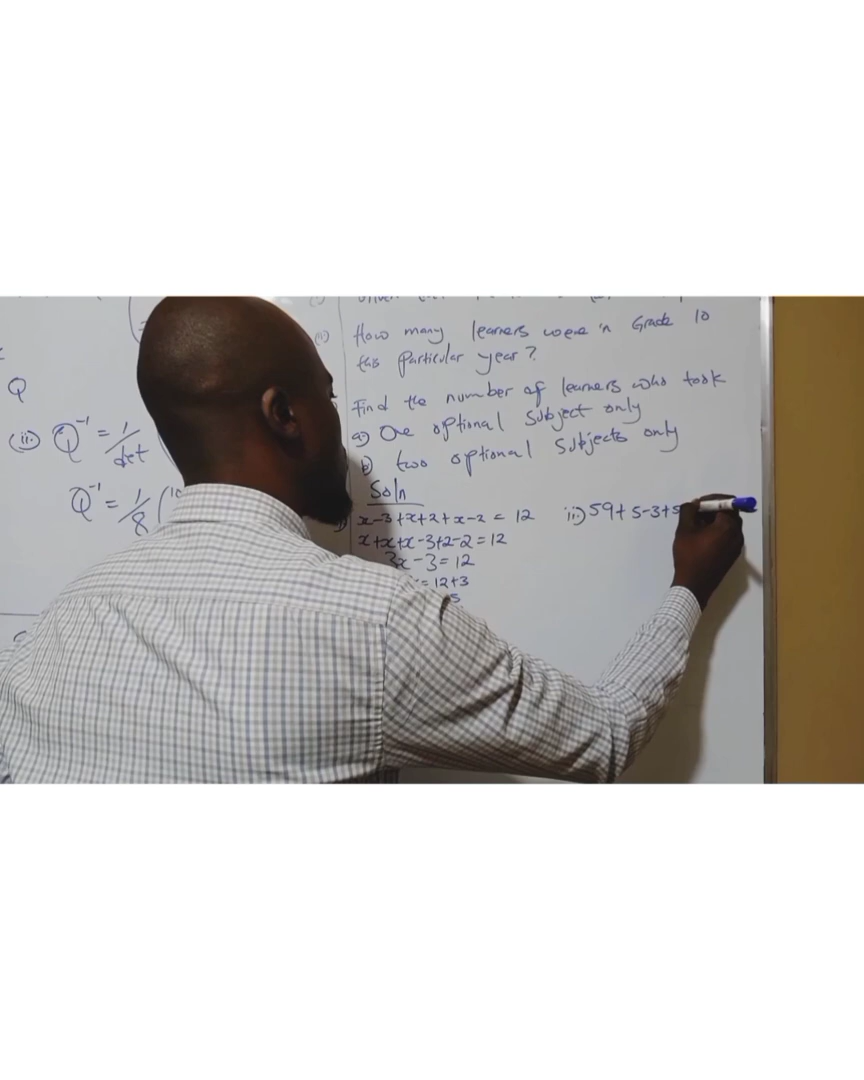 Q
(ii) Q⁻¹ = 1/det
Q⁻¹ = 1/8 (
(ii) How many learners were in Grade 10
this particular year?
Find the number of learners who took
a) One optional subject only
b) two optional subjects only
Soln
x-3+x+2+x-2 = 12
x+x+x-3+2-2=12
3x-3=12
= 12+3
5
ii) 59+5-3+5